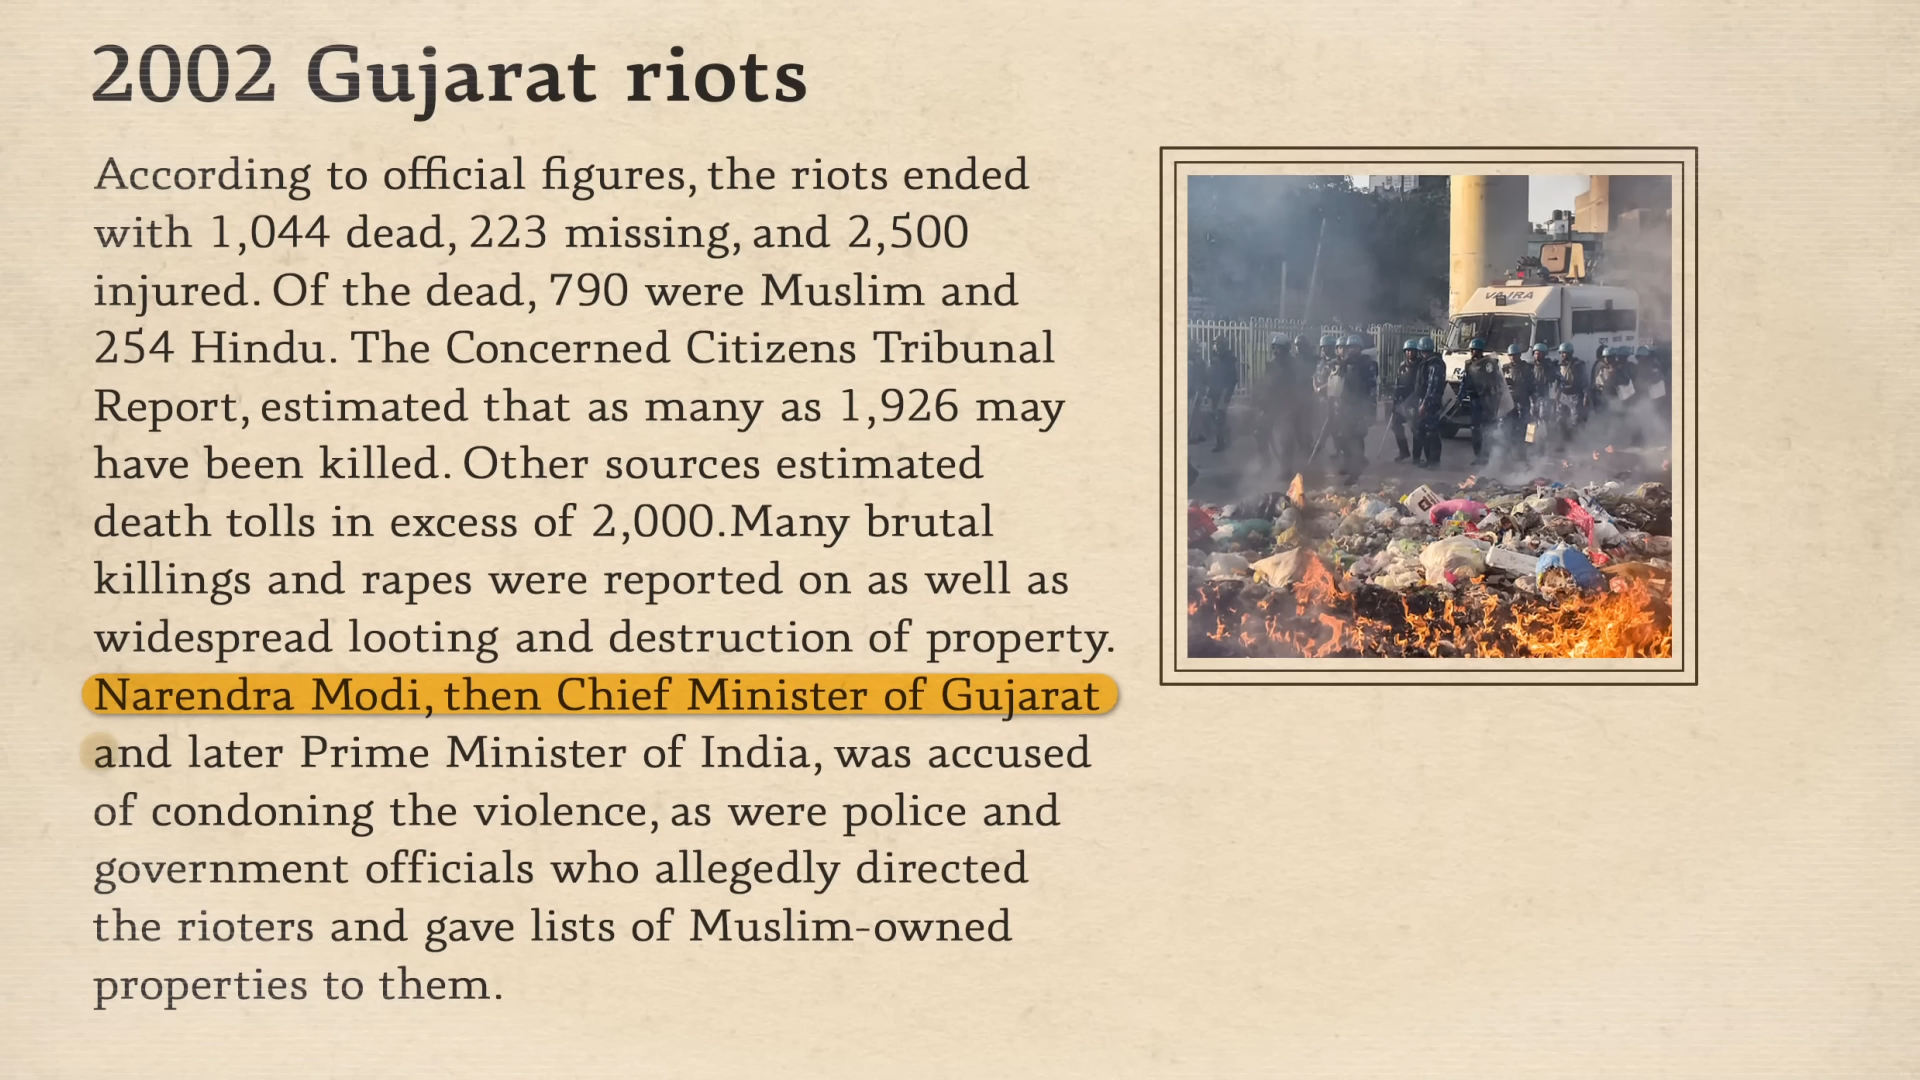 2002 Gujarat riots
According to official figures, the riots ended
with 1,044 dead, 223 missing, and 2,500
injured. Of the dead, 790 were Muslim and
254 Hindu. The Concerned Citizens Tribunal
Report, estimated that as many as 1,926 may
have been killed. Other sources estimated
death tolls in excess of 2,000.Many brutal
killings and rapes were reported on as well as
widespread looting and destruction of property.
Narendra Modi, then Chief Minister of Gujarat
and later Prime Minister of India, was accused
of condoning the violence, as were police and
government officials who allegedly directed
the rioters and gave lists of Muslim-owned
properties to them.
VAJRA